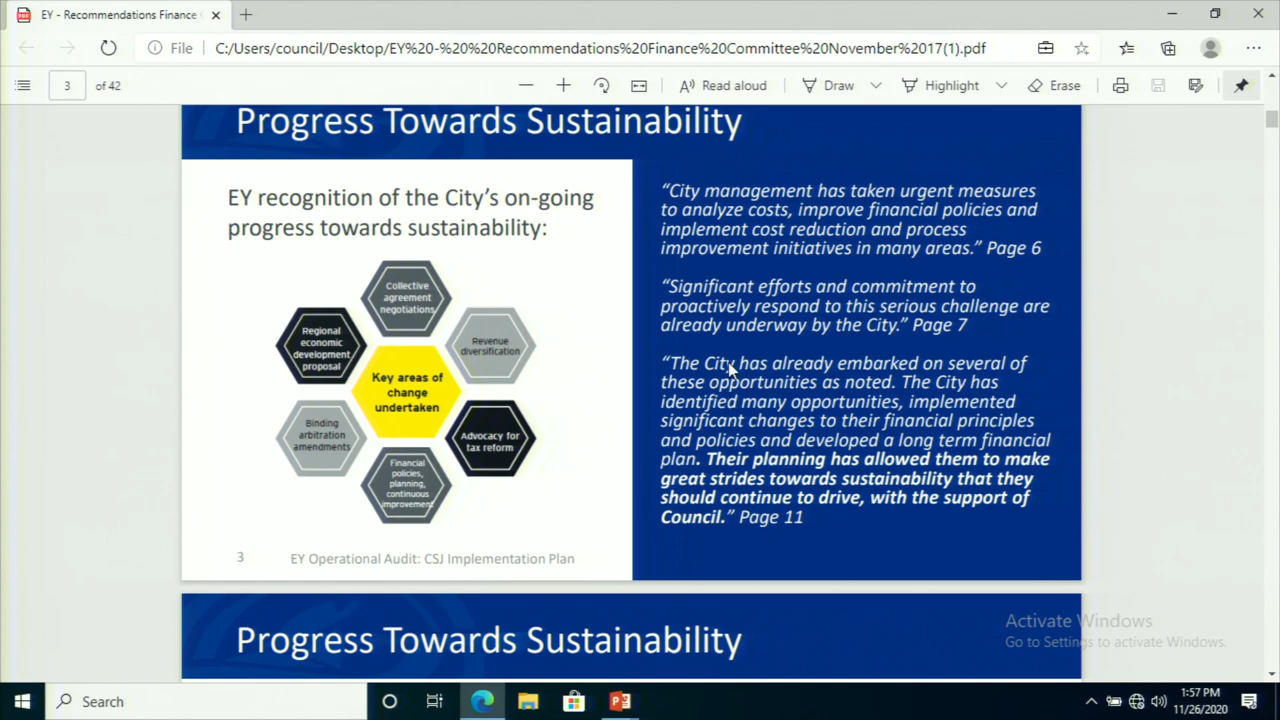 EY - Recommendations Finance
File
C:/Users/council/Desktop/EY%20-%20%20Recommendations%20Finance%20Committee%20November%2017(1).pdf
3
of 42
Read aloud
Draw
Highlight
Erase
Progress Towards Sustainability
EY recognition of the City's on-going
progress towards sustainability:
Collective
agreement
negotiations
Regional
economic
development
proposal
Revenue
diversification
Key areas of
change
undertaken
Binding
arbitration
amendments
Advocacy for
tax reform
Financial
policies,
planning,
continuous
improvement
3
EY Operational Audit: CSJ Implementation Plan
“City management has taken urgent measures
to analyze costs, improve financial policies and
implement cost reduction and process
improvement initiatives in many areas.” Page 6
“Significant efforts and commitment to
proactively respond to this serious challenge are
already underway by the City.” Page 7
“The City has already embarked on several of
these opportunities as noted. The City has
identified many opportunities, implemented
significant changes to their financial principles
and policies and developed a long term financial
plan. Their planning has allowed them to make
great strides towards sustainability that they
should continue to drive, with the support of
Council.” Page 11
Progress Towards Sustainability
Activate Windows
Go to Settings to activate Windows.
Search
1:57 PM
11/26/2020